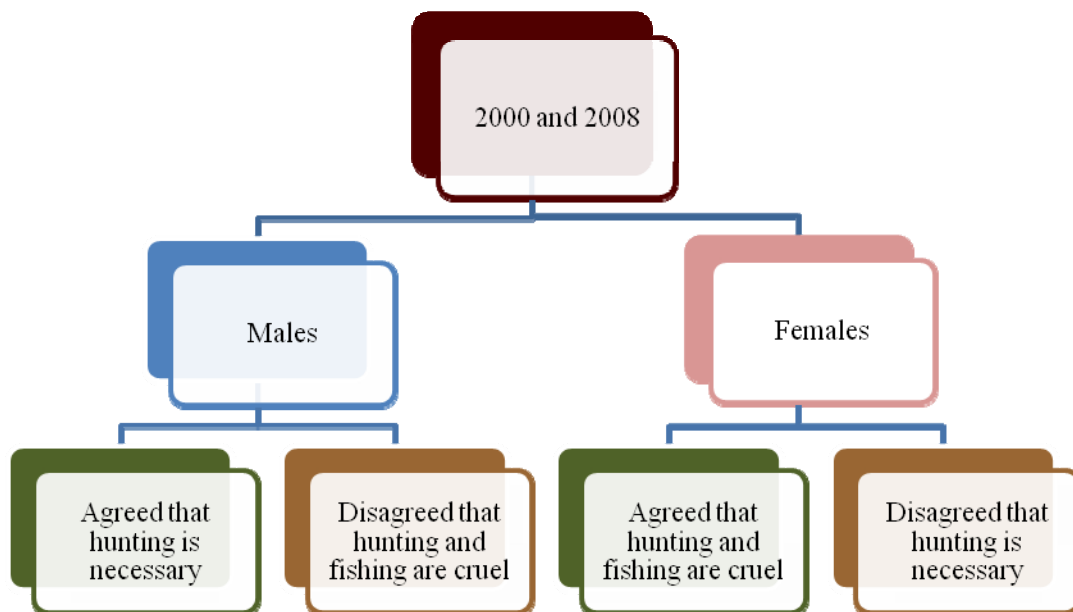 2000 and 2008
Males
Females
Agreed that
hunting is
necessary
Disagreed that
hunting and
fishing are cruel
Agreed that
hunting and
fishing are cruel
Disagreed that
hunting is
necessary